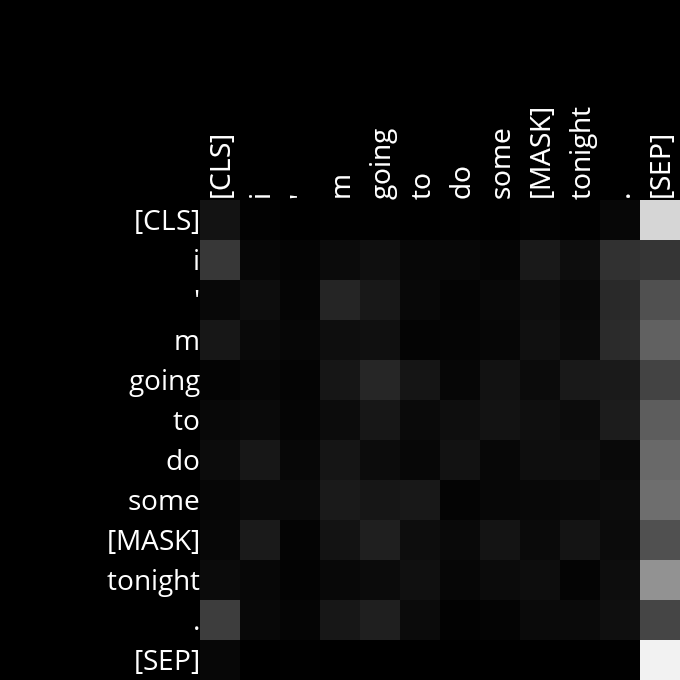 [CLS] i ' m going to do some [MASK] tonight . [SEP]
[CLS]
i
'
m
going
to
do
some
[MASK]
tonight
.
[SEP]